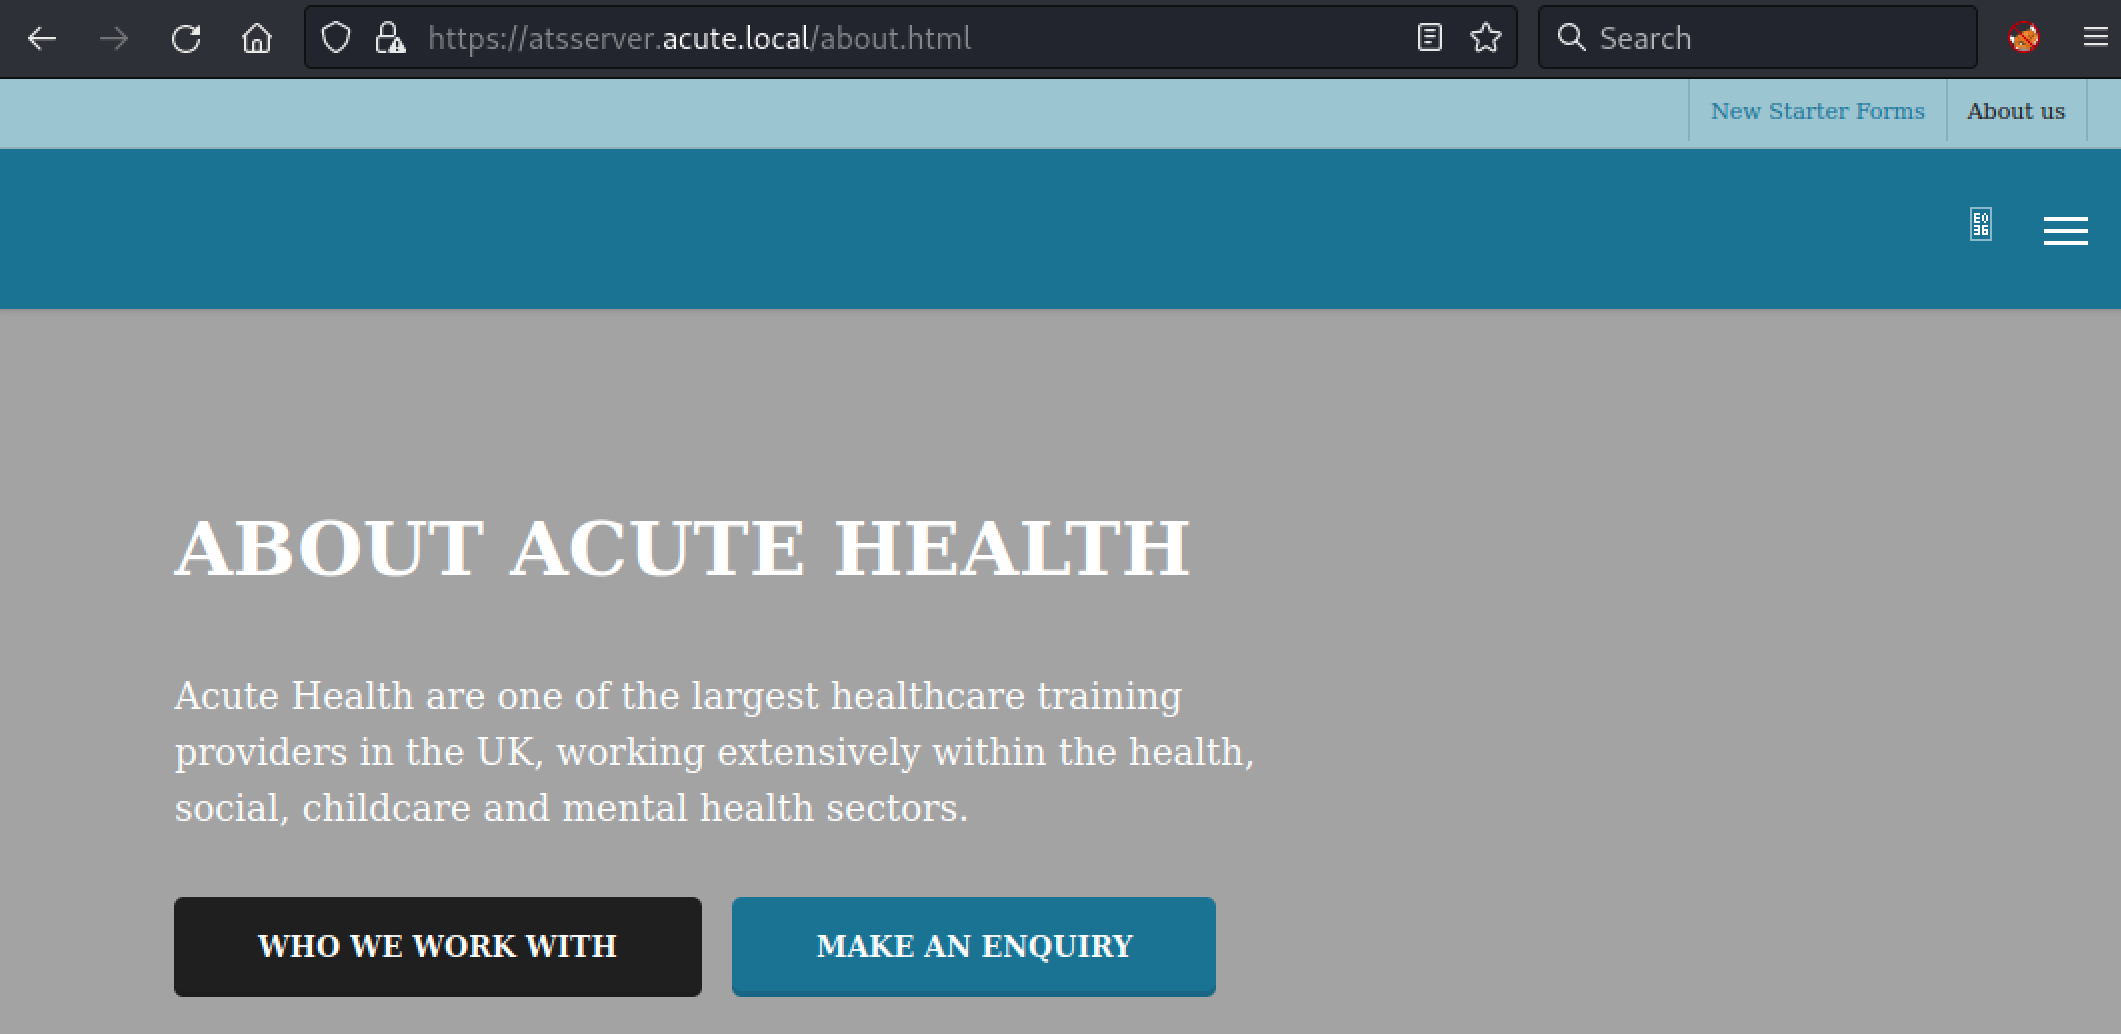 https://atsserver.acute.local/about.html
Search
New Starter Forms
About us
E0
36
ABOUT ACUTE HEALTH
Acute Health are one of the largest healthcare training
providers in the UK, working extensively within the health,
social, childcare and mental health sectors.
WHO WE WORK WITH
MAKE AN ENQUIRY